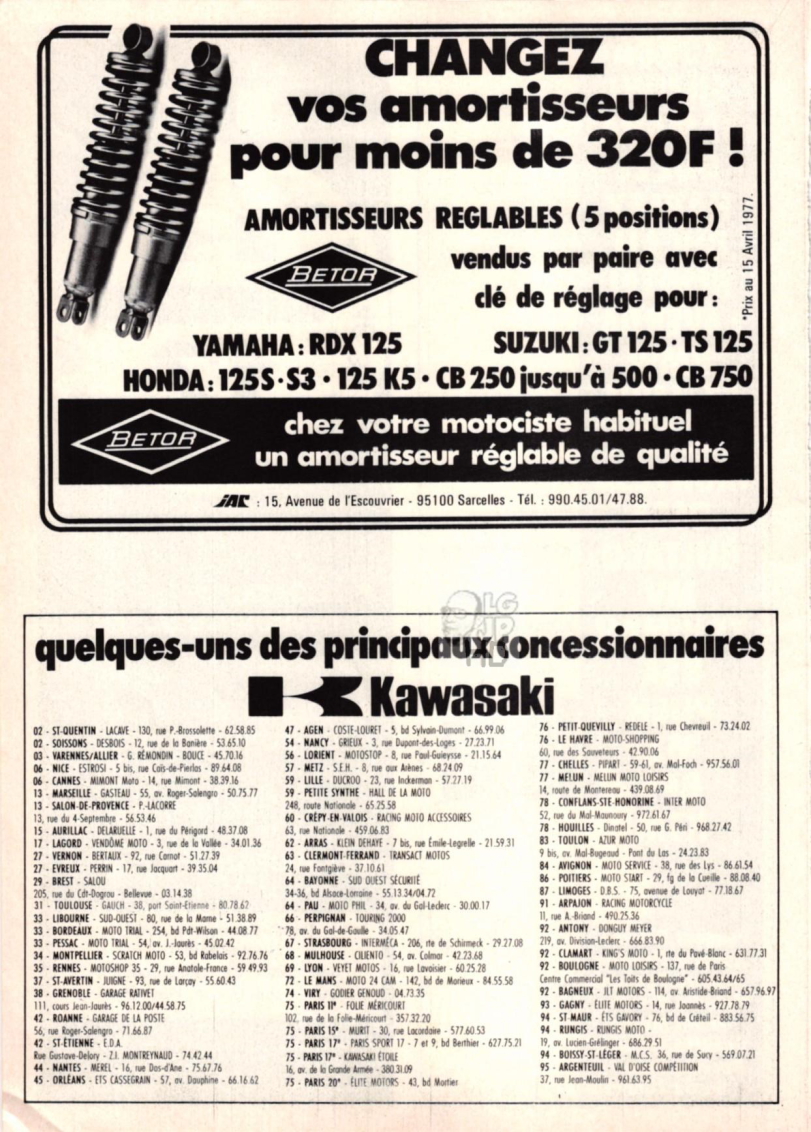 CHANGEZ
vos amortisseurs
pour moins de 320F !
AMORTISSEURS REGLABLES (5 positions)
BETOR
vendus par paire avec
clé de réglage pour :
*Prix au 15 Avril 1977.
YAMAHA : RDX 125
SUZUKI : GT 125 · TS 125
HONDA : 125S · S3 · 125 K5 · CB 250 jusqu'à 500 · CB 750
BETOR
chez votre motociste habituel
un amortisseur réglable de qualité
JAC : 15, Avenue de l'Escouvrier - 95100 Sarcelles - Tél. : 990.45.01/47.88.
quelques-uns des principaux concessionnaires
Kawasaki
02 - ST-QUENTIN - LACAVE - 130, rue P.-Brossolette - 62.58.85
02 - SOISSONS - DESBOIS - 12, rue de la Banière - 53.65.10
03 - VARENNES/ALLIER - G. RÉMONDIN - BOUCE - 45.70.16
06 - NICE - ESTROSI - 5 bis, rue Cais-de-Pierlas - 89.64.08
06 - CANNES - MIMONT Moto - 14, rue Mimont - 38.39.16
13 - MARSEILLE - GASTEAU - 55, av. Roger-Salengro - 50.75.77
13 - SALON-DE-PROVENCE - P.-LACORRE
13, rue du 4-Septembre - 56.53.46
15 - AURILLAC - DELARUELLE - 1, rue du Périgord - 48.37.08
17 - LAGORD - VENDÔME MOTO - 3, rue de la Vallée - 34.01.36
27 - VERNON - BERTAUX - 92, rue Carnot - 51.27.39
27 - EVREUX - PERRIN - 17, rue Jacquart - 39.35.04
29 - BREST - SALOU
205, rue du Cdt-Dogrou - Bellevue - 03.14.38
31 - TOULOUSE - GAUCH - 38, port Saint-Etienne - 80.78.62
33 - LIBOURNE - SUD-OUEST - 80, rue de la Marne - 51.38.89
33 - BORDEAUX - MOTO TRIAL - 254, bd Pdt-Wilson - 44.08.77
33 - PESSAC - MOTO TRIAL - 54, av. J.-Jaurès - 45.02.42
34 - MONTPELLIER - SCRATCH MOTO - 53, bd Rabelais - 92.76.76
35 - RENNES - MOTOSHOP 35 - 29, rue Anatole-France - 59.49.93
37 - ST-AVERTIN - JUIGNE - 93, rue de Larçay - 55.60.43
38 - GRENOBLE - GARAGE RATIVET
111, cours Jean-Jaurès - 96.12.00/44.58.75
42 - ROANNE - GARAGE DE LA POSTE
56, rue Roger-Salengro - 71.66.87
42 - ST-ÉTIENNE - E.D.A.
Rue Gustave-Delory - Z.I. MONTREYNAUD - 74.42.44
44 - NANTES - MEREL - 16, rue Dos-d'Ane - 75.67.76
45 - ORLÉANS - ETS CASSEGRAIN - 57, av. Dauphine - 66.16.62
47 - AGEN - COSTE-LOURET - 5, bd Sylvain-Dumont - 66.99.06
54 - NANCY - GRIEUX - 3, rue Dupont-des-Loges - 27.23.71
56 - LORIENT - MOTOSTOP - 8, rue Paul-Guieysse - 21.15.64
57 - METZ - S.E.H. - 8, rue aux Arènes - 68.24.09
59 - LILLE - DUCROO - 23, rue Inkerman - 57.27.19
59 - PETITE SYNTHE - HALL DE LA MOTO
248, route Nationale - 65.25.58
60 - CRÉPY-EN-VALOIS - RACING MOTO ACCESSOIRES
63, rue Nationale - 459.06.83
62 - ARRAS - KLEIN DEHAYE - 7 bis, rue Émile-Legrelle - 21.59.31
63 - CLERMONT-FERRAND - TRANSACT MOTOS
24, rue Fontgiève - 37.10.61
64 - BAYONNE - SUD OUEST SÉCURITÉ
34-36, bd Alsace-Lorraine - 55.13.34/04.72
64 - PAU - MOTO PHIL - 34, av. du Gal-Leclerc - 30.00.17
66 - PERPIGNAN - TOURING 2000
78, av. du Gal-de-Gaulle - 34.05.47
67 - STRASBOURG - INTERMÉCA - 206, rte de Schirmeck - 29.27.08
68 - MULHOUSE - CILIENTO - 54, av. Colmar - 42.23.68
69 - LYON - VEYET MOTOS - 16, rue Lavoisier - 60.25.28
72 - LE MANS - MOTO 24 CAM - 142, bd de Marieux - 84.55.58
74 - VIRY - GODIER GENOUD - 04.73.35
75 - PARIS 11e - FOLIE MÉRICOURT
102, rue de la Folie-Méricourt - 357.32.20
75 - PARIS 15e - MURIT - 30, rue Lacordaire - 577.60.53
75 - PARIS 17e - PARIS SPORT 17 - 7 et 9, bd Berthier - 627.75.21
75 - PARIS 17e - KAWASAKI ÉTOILE
16, av. de la Grande Armée - 380.31.09
75 - PARIS 20e - ÉLITE MOTORS - 43, bd Mortier
76 - PETIT-QUEVILLY - REDELE - 1, rue Chevreuil - 73.24.02
76 - LE HAVRE - MOTO-SHOPPING
60, rue des Sauveteurs - 42.90.06
77 - CHELLES - PIPART - 59-61, av. Mal-Foch - 957.56.01
77 - MELUN - MELUN MOTO LOISIRS
14, route de Montereau - 439.08.69
78 - CONFLANS-STE-HONORINE - INTER MOTO
52, rue du Mal-Maunoury - 972.61.67
78 - HOUILLES - Dinatel - 50, rue G. Péri - 968.27.42
83 - TOULON - AZUR MOTO
9 bis, av. Mal-Bugeaud - Pont du Las - 24.23.83
84 - AVIGNON - MOTO SERVICE - 38, rue des Lys - 86.61.54
86 - POITIERS - MOTO START - 29, fg de la Cueille - 88.08.40
87 - LIMOGES - D.B.S. - 75, avenue de Louyat - 77.18.67
91 - ARPAJON - RACING MOTORCYCLE
11, rue A.-Briand - 490.25.36
92 - ANTONY - DONGUY MEYER
219, av. Division-Leclerc - 666.83.90
92 - CLAMART - KING'S MOTO - 1, rte du Pavé-Blanc - 631.77.31
92 - BOULOGNE - MOTO LOISIRS - 137, rue de Paris
Centre Commercial "Les Toits de Boulogne" - 605.43.64/65
92 - BAGNEUX - JLT MOTORS - 114, av. Aristide-Briand - 657.96.97
93 - GAGNY - ÉLITE MOTORS - 14, rue Joannès - 927.78.79
94 - ST-MAUR - ÉTS GAVORY - 76, bd de Créteil - 883.56.75
94 - RUNGIS - RUNGIS MOTO -
19, av. Lucien-Grélinger - 686.29.51
94 - BOISSY-ST-LÉGER - M.C.S. 36, rue de Sucy - 569.07.21
95 - ARGENTEUIL - VAL D'OISE COMPÉTITION
37, rue Jean-Moulin - 961.63.95